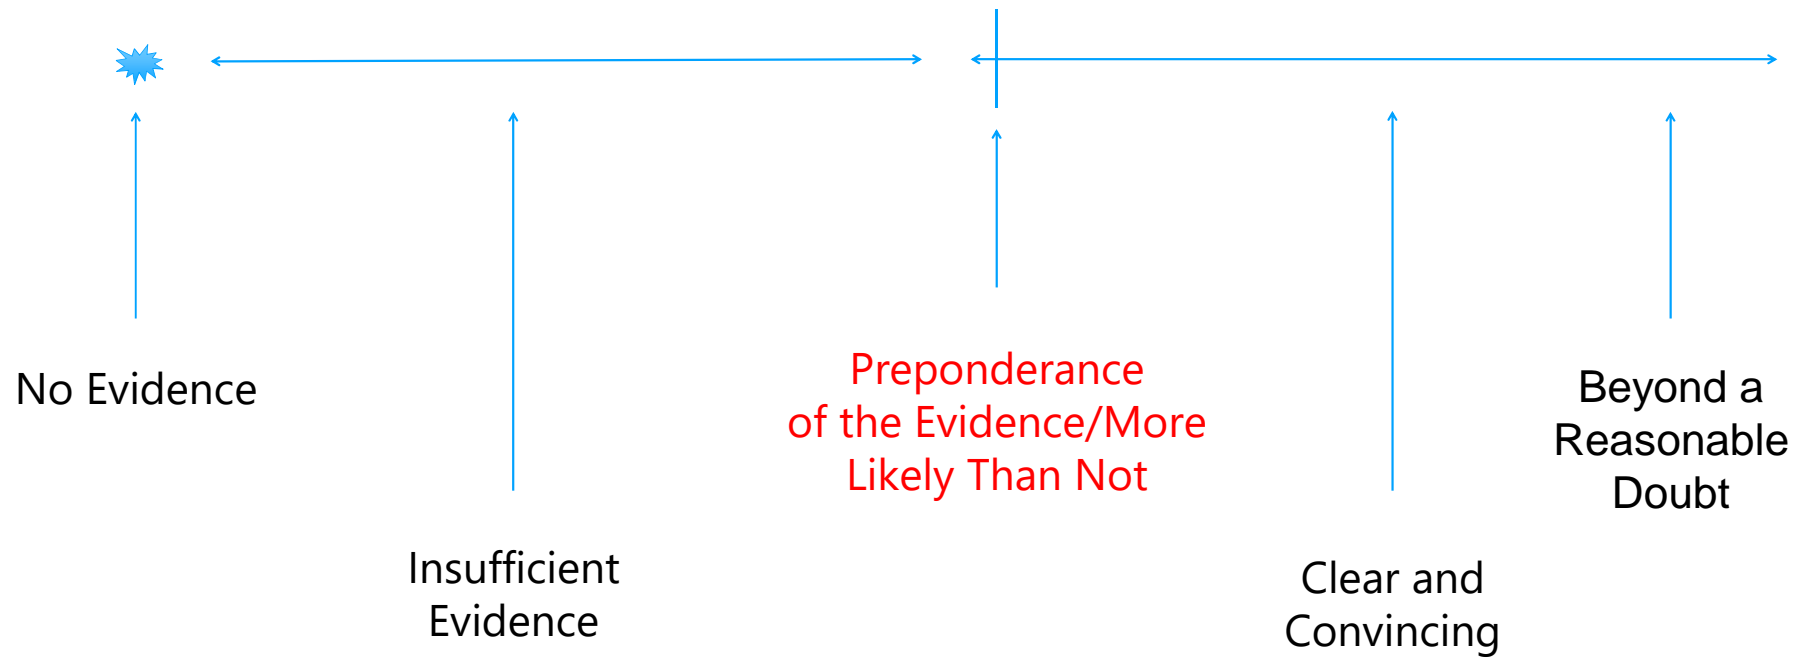 No Evidence
Insufficient
Evidence
Preponderance
of the Evidence/More
Likely Than Not
Clear and
Convincing
Beyond a
Reasonable
Doubt